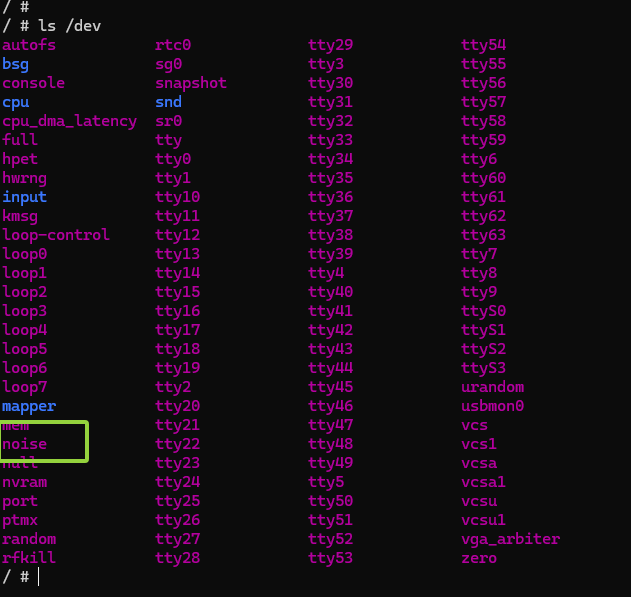 / #
/ # ls /dev
autofs rtc0 tty29 tty54
bsg sg0 tty3 tty55
console snapshot tty30 tty56
cpu snd tty31 tty57
cpu_dma_latency sr0 tty32 tty58
full tty tty33 tty59
hpet tty0 tty34 tty6
hwrng tty1 tty35 tty60
input tty10 tty36 tty61
kmsg tty11 tty37 tty62
loop-control tty12 tty38 tty63
loop0 tty13 tty39 tty7
loop1 tty14 tty4 tty8
loop2 tty15 tty40 tty9
loop3 tty16 tty41 ttyS0
loop4 tty17 tty42 ttyS1
loop5 tty18 tty43 ttyS2
loop6 tty19 tty44 ttyS3
loop7 tty2 tty45 urandom
mapper tty20 tty46 usbmon0
mem tty21 tty47 vcs
noise tty22 tty48 vcs1
null tty23 tty49 vcsa
nvram tty24 tty5 vcsa1
port tty25 tty50 vcsu
ptmx tty26 tty51 vcsu1
random tty27 tty52 vga_arbiter
rfkill tty28 tty53 zero
/ #